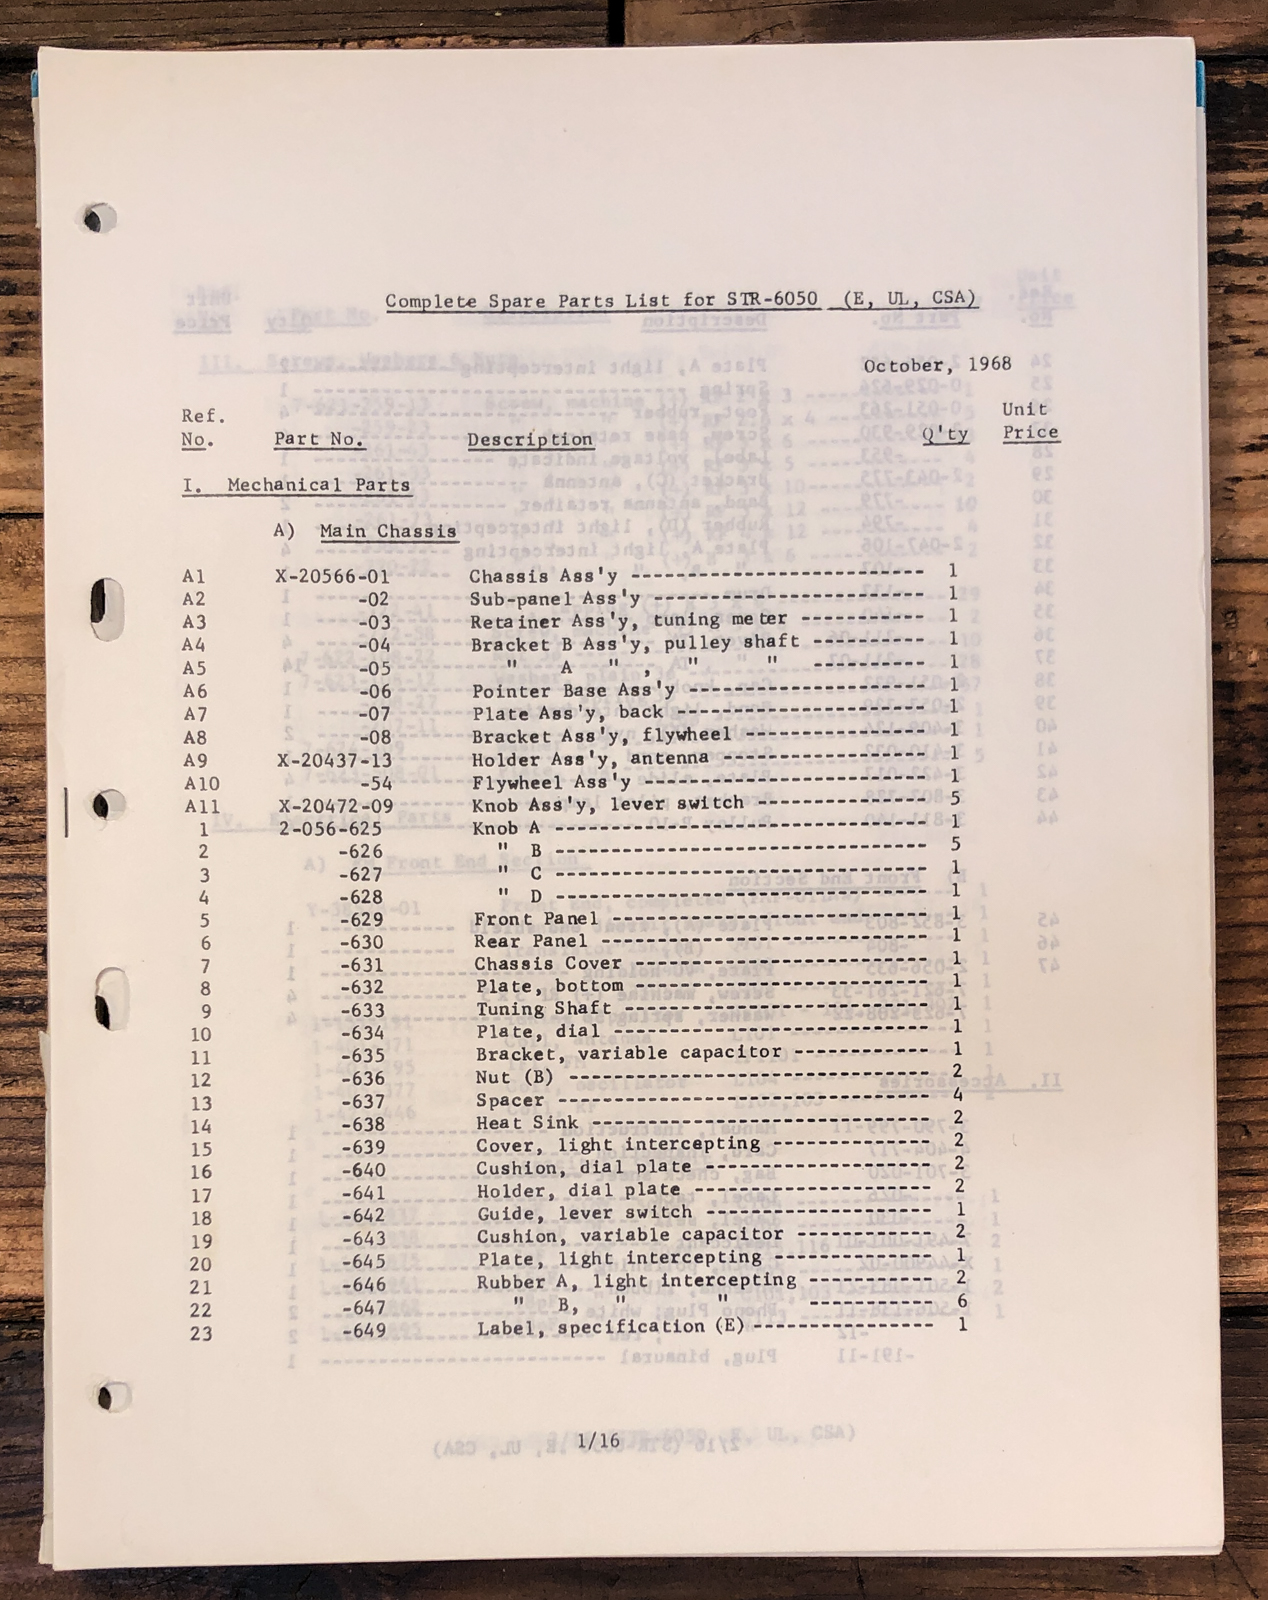 Complete Spare Parts List for STR-6050 (E, UL, CSA)
October, 1968
Ref. No. Part No. Description Q'ty Unit Price
I. Mechanical Parts
A) Main Chassis
A1 X-20566-01 Chassis Ass'y ------------------------- 1
A2 -02 Sub-panel Ass'y ----------------------- 1
A3 -03 Retainer Ass'y, tuning meter ----------- 1
A4 -04 Bracket B Ass'y, pulley shaft ---------- 1
A5 -05 " A " , " " ---------- 1
A6 -06 Pointer Base Ass'y -------------------- 1
A7 -07 Plate Ass'y, back --------------------- 1
A8 -08 Bracket Ass'y, flywheel ---------------- 1
A9 X-20437-13 Holder Ass'y, antenna ------------------ 1
A10 -54 Flywheel Ass'y ------------------------ 1
A11 X-20472-09 Knob Ass'y, lever switch --------------- 5
1 2-056-625 Knob A -------------------------------- 1
2 -626 " B -------------------------------- 5
3 -627 " C -------------------------------- 1
4 -628 " D -------------------------------- 1
5 -629 Front Panel --------------------------- 1
6 -630 Rear Panel ---------------------------- 1
7 -631 Chassis Cover ------------------------- 1
8 -632 Plate, bottom ------------------------- 1
9 -633 Tuning Shaft -------------------------- 1
10 -634 Plate, dial --------------------------- 1
11 -635 Bracket, variable capacitor ------------ 1
12 -636 Nut (B) ------------------------------- 2
13 -637 Spacer -------------------------------- 4
14 -638 Heat Sink ----------------------------- 2
15 -639 Cover, light intercepting -------------- 2
16 -640 Cushion, dial plate -------------------- 2
17 -641 Holder, dial plate --------------------- 2
18 -642 Guide, lever switch -------------------- 1
19 -643 Cushion, variable capacitor ------------ 2
20 -645 Plate, light intercepting -------------- 1
21 -646 Rubber A, light intercepting ----------- 2
22 -647 " B, " " ----------- 6
23 -649 Label, specification (E) ---------------- 1
1/16